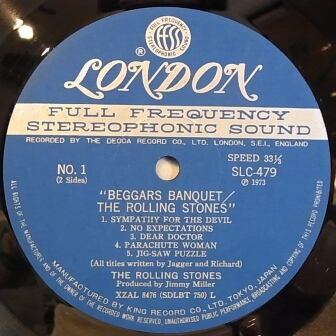 FULL FREQUENCY
ffss
STEREOPHONIC SOUND
LONDON
FULL FREQUENCY
STEREOPHONIC SOUND
RECORDED BY THE DECCA RECORD CO., LTD. LONDON, S.E.I, ENGLAND
NO. 1
(2 Sides)
SPEED 33⅓
SLC-479
Ⓟ 1973
"BEGGARS BANQUET/
THE ROLLING STONES"
1. SYMPATHY FOR THE DEVIL
2. NO EXPECTATIONS
3. DEAR DOCTOR
4. PARACHUTE WOMAN
5. JIG-SAW PUZZLE
(All titles written by Jagger and Richard)
THE ROLLING STONES
Produced by Jimmy Miller
XZAL 8476 (SDLBT 750) L
MANUFACTURED BY KING RECORD CO., LTD. TOKYO, JAPAN
ALL RIGHTS OF THE MANUFACTURER AND OF THE OWNER OF THE RECORDED WORK RESERVED, UNAUTHORISED PUBLIC PERFORMANCE, BROADCASTING AND COPYING OF THIS RECORD PROHIBITED